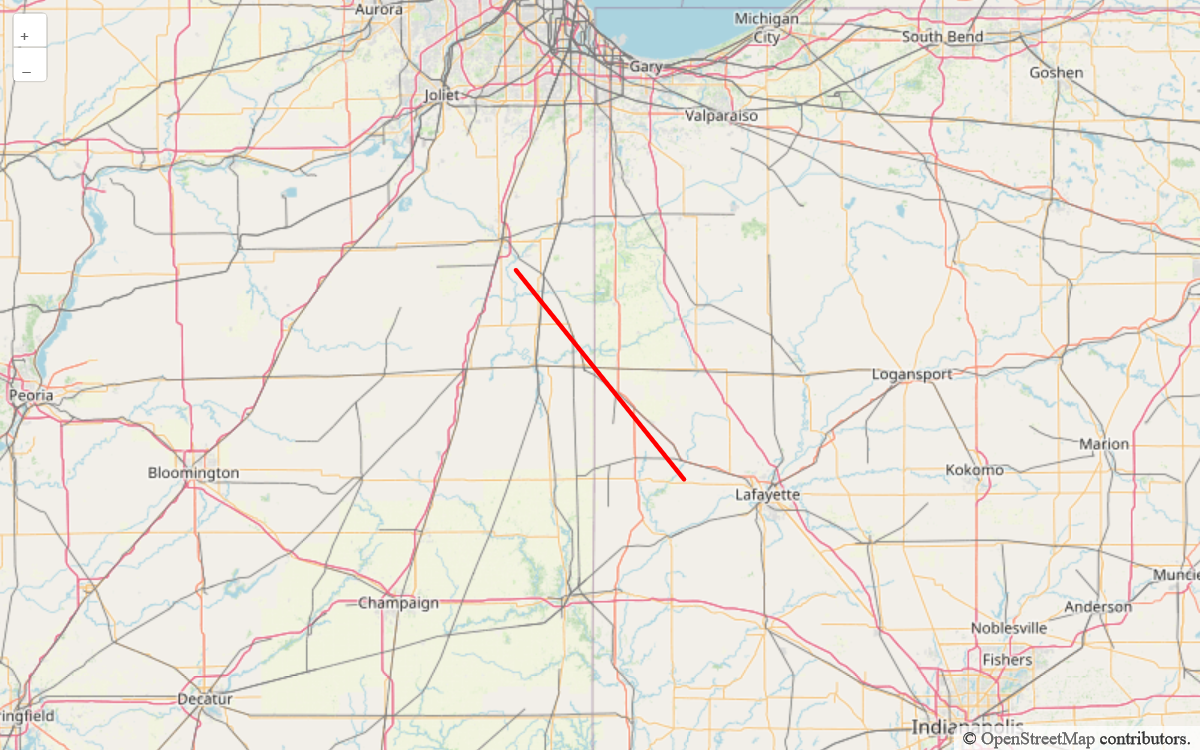 Aurora
Michigan
City
South Bend
+
–
Gary
Goshen
Joliet
Valparaiso
Logansport
Peoria
Marion
Bloomington
Kokomo
Lafayette
Muncie
Champaign
Anderson
Noblesville
Fishers
Decatur
ingfield
Indianapolis
© OpenStreetMap contributors.